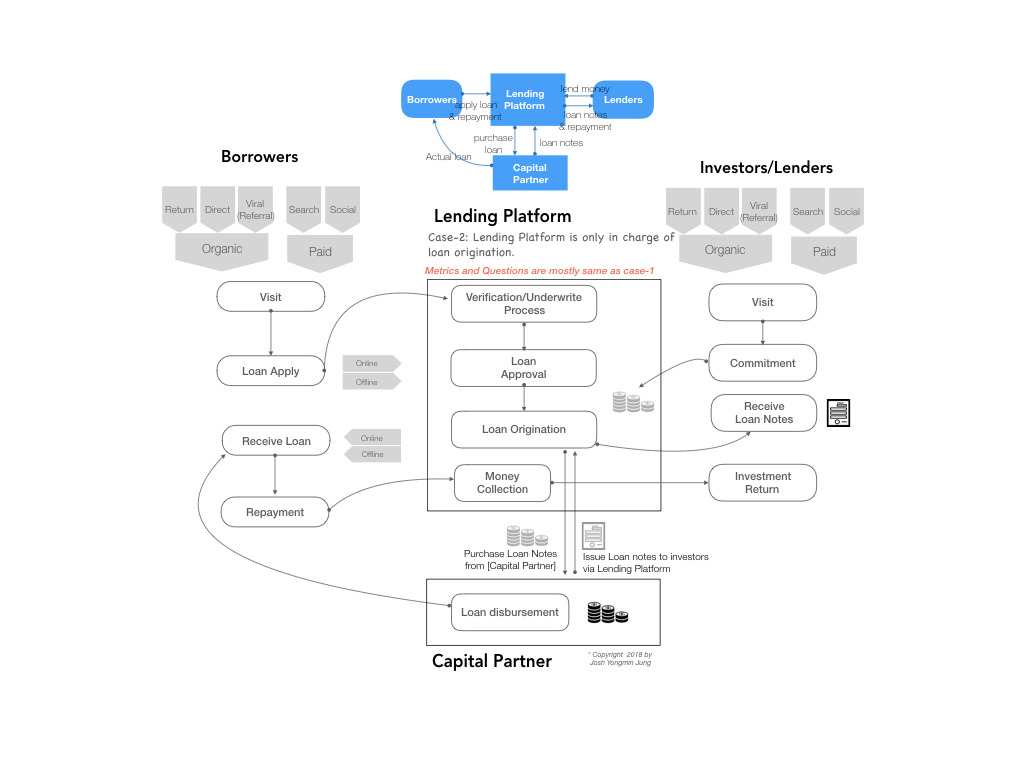 Borrowers
Lending
Platform
Lenders
apply loan
& repayment
lend money
loan notes
& repayment
purchase
loan
loan notes
Actual loan
Capital
Partner
Borrowers
Return
Direct
Viral
(Referral)
Search
Social
Organic
Paid
Visit
Loan Apply
Online
Offline
Receive Loan
Online
Offline
Repayment
Lending Platform
Case-2: Lending Platform is only in charge of
loan origination.
Metrics and Questions are mostly same as case-1
Verification/Underwrite
Process
Loan
Approval
Loan Origination
Money
Collection
Purchase Loan Notes
from [Capital Partner]
Issue Loan notes to investors
via Lending Platform
Loan disbursement
Capital Partner
* Copyright 2018 by
Josh Yongmin Jung
Investors/Lenders
Return
Direct
Viral
(Referral)
Search
Social
Organic
Paid
Visit
Commitment
Receive
Loan Notes
Investment
Return